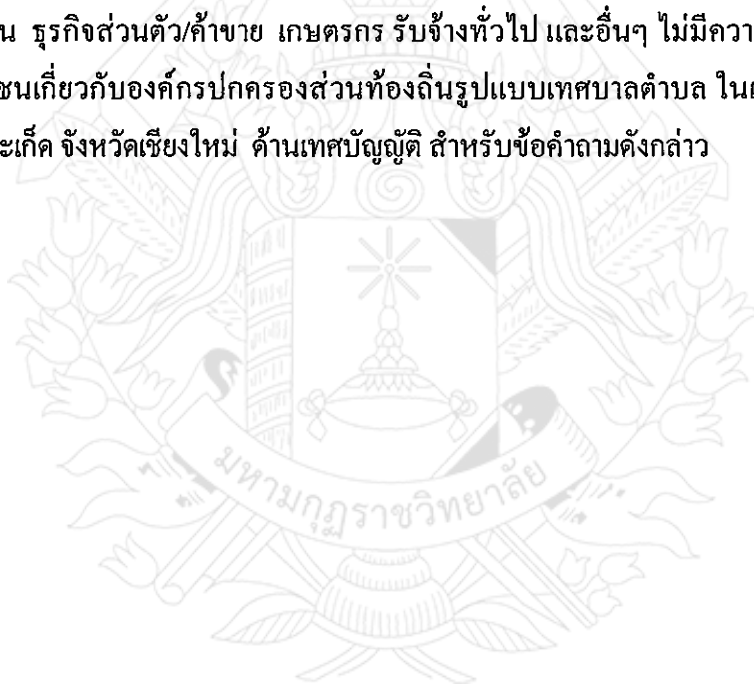 น ธุรกิจส่วนตัว/ค้าขาย เกษตรกร รับจ้างทั่วไป และอื่นๆ ไม่มีควา
ชนเกี่ยวกับองค์กรปกครองส่วนท้องถิ่นรูปแบบเทศบาลตำบล ใน
ะเก็ด จังหวัดเชียงใหม่ ด้านเทศบัญญัติ สำหรับข้อคำถามดังกล่าว
มหามกุฏราชวิทยาลัย